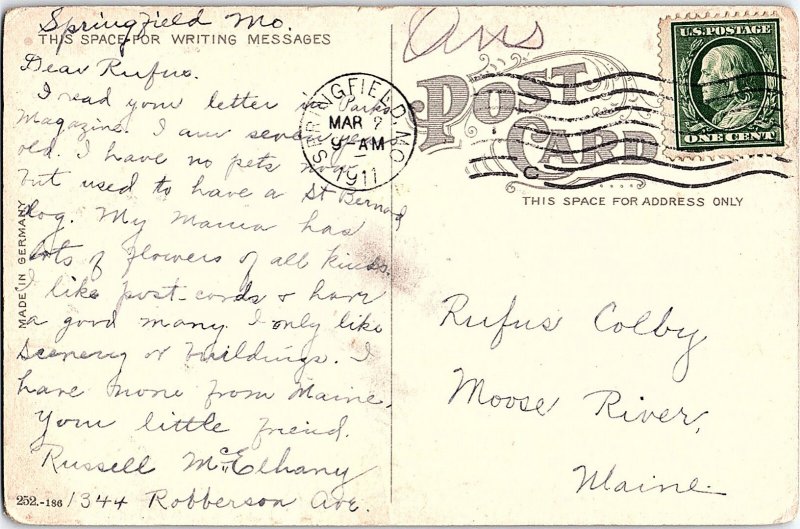 Springfield Mo.
THIS SPACE FOR WRITING MESSAGES
Dear Rufus.
I read your letter in Parks
Magazine. I am seven years
old. I have no pets now
but used to have a St Bernard
dog. My Mama has
lots of flowers of all kinds.
I like post-cards & have
a good many. I only like
scenery or buildings. I
have none from Maine.
Your little friend.
Russell McElhany
1344 Robberson Ave.
252.-186
MADE IN GERMANY
Ans
POST
CARD
SPRINGFIELD, MO.
MAR
9-AM
1911
U.S. POSTAGE
ONE CENT
THIS SPACE FOR ADDRESS ONLY
Rufus Colby
Moose River,
Maine.